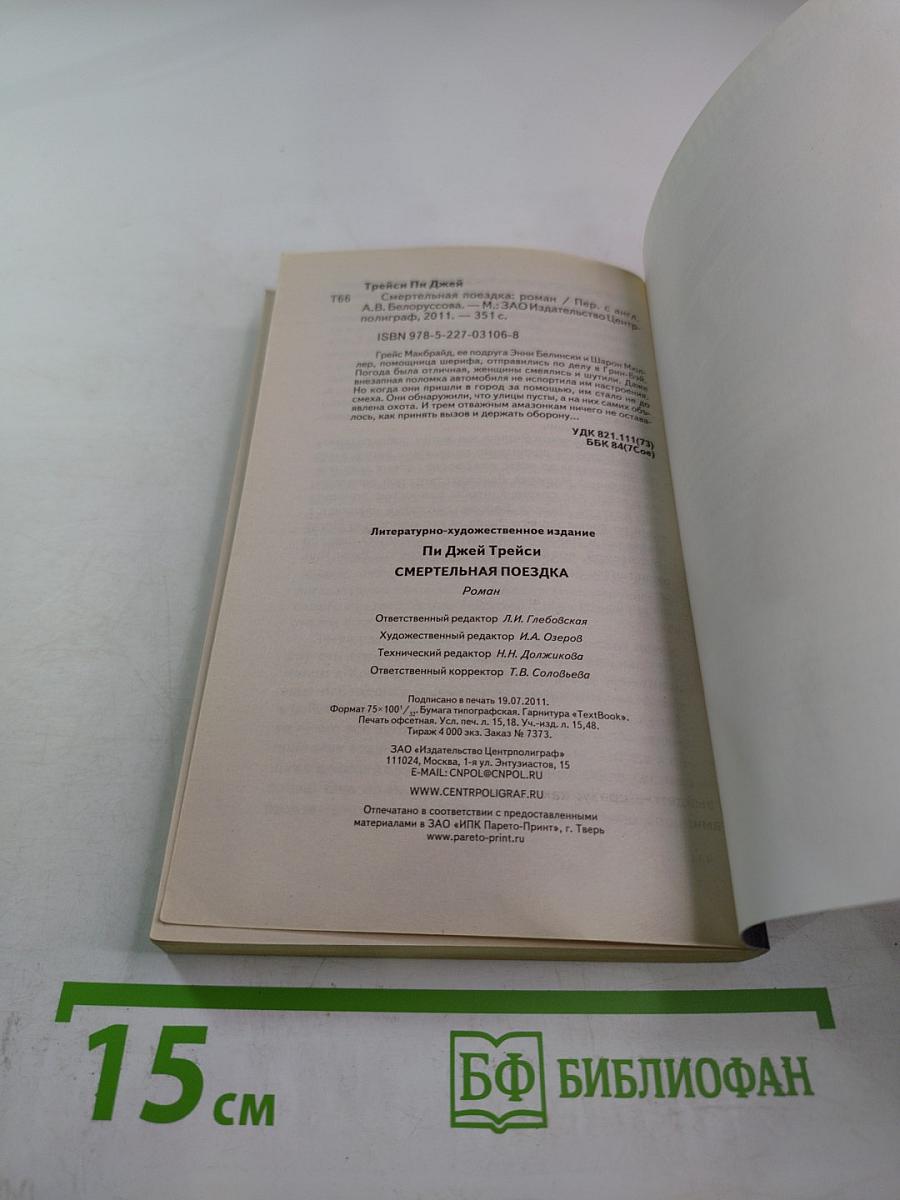 Трейси Пи Джей
Т66 Смертельная поездка: роман / Пер. с англ.
А.В. Белоруссова. — М.: ЗАО Издательство Центр-
полиграф, 2011. — 351 с.
ISBN 978-5-227-03106-8
Грейс Макбрайд, ее подруга Энни Белински и Шарон Мюл-
лер, помощница шерифа, отправились по делу в Грин-Бэй.
Погода была отличная, женщины смеялись и шутили. Даже
внезапная поломка автомобиля не испортила им настроения.
Но когда они пришли в город за помощью, им стало не до
смеха. Они обнаружили, что улицы пусты, а на них самих объ-
явлена охота. И трем отважным амазонкам ничего не остава-
лось, как принять вызов и держать оборону...
УДК 821.111(73)
ББК 84(7Сое)
Литературно-художественное издание
Пи Джей Трейси
СМЕРТЕЛЬНАЯ ПОЕЗДКА
Роман
Ответственный редактор Л.И. Глебовская
Художественный редактор И.А. Озеров
Технический редактор Н.Н. Должикова
Ответственный корректор Т.В. Соловьева
Подписано в печать 19.07.2011.
Формат 75×100¹/₃₂. Бумага типографская. Гарнитура «TextBook».
Печать офсетная. Усл. печ. л. 15,18. Уч.-изд. л. 15,48.
Тираж 4 000 экз. Заказ № 7373.
ЗАО «Издательство Центрполиграф»
111024, Москва, 1-я ул. Энтузиастов, 15
E-MAIL: CNPOL@CNPOL.RU
WWW.CENTRPOLIGRAF.RU
Отпечатано в соответствии с предоставленными
материалами в ЗАО «ИПК Парето-Принт», г. Тверь
www.pareto-print.ru
15 см
БФ БИБЛИОФАН